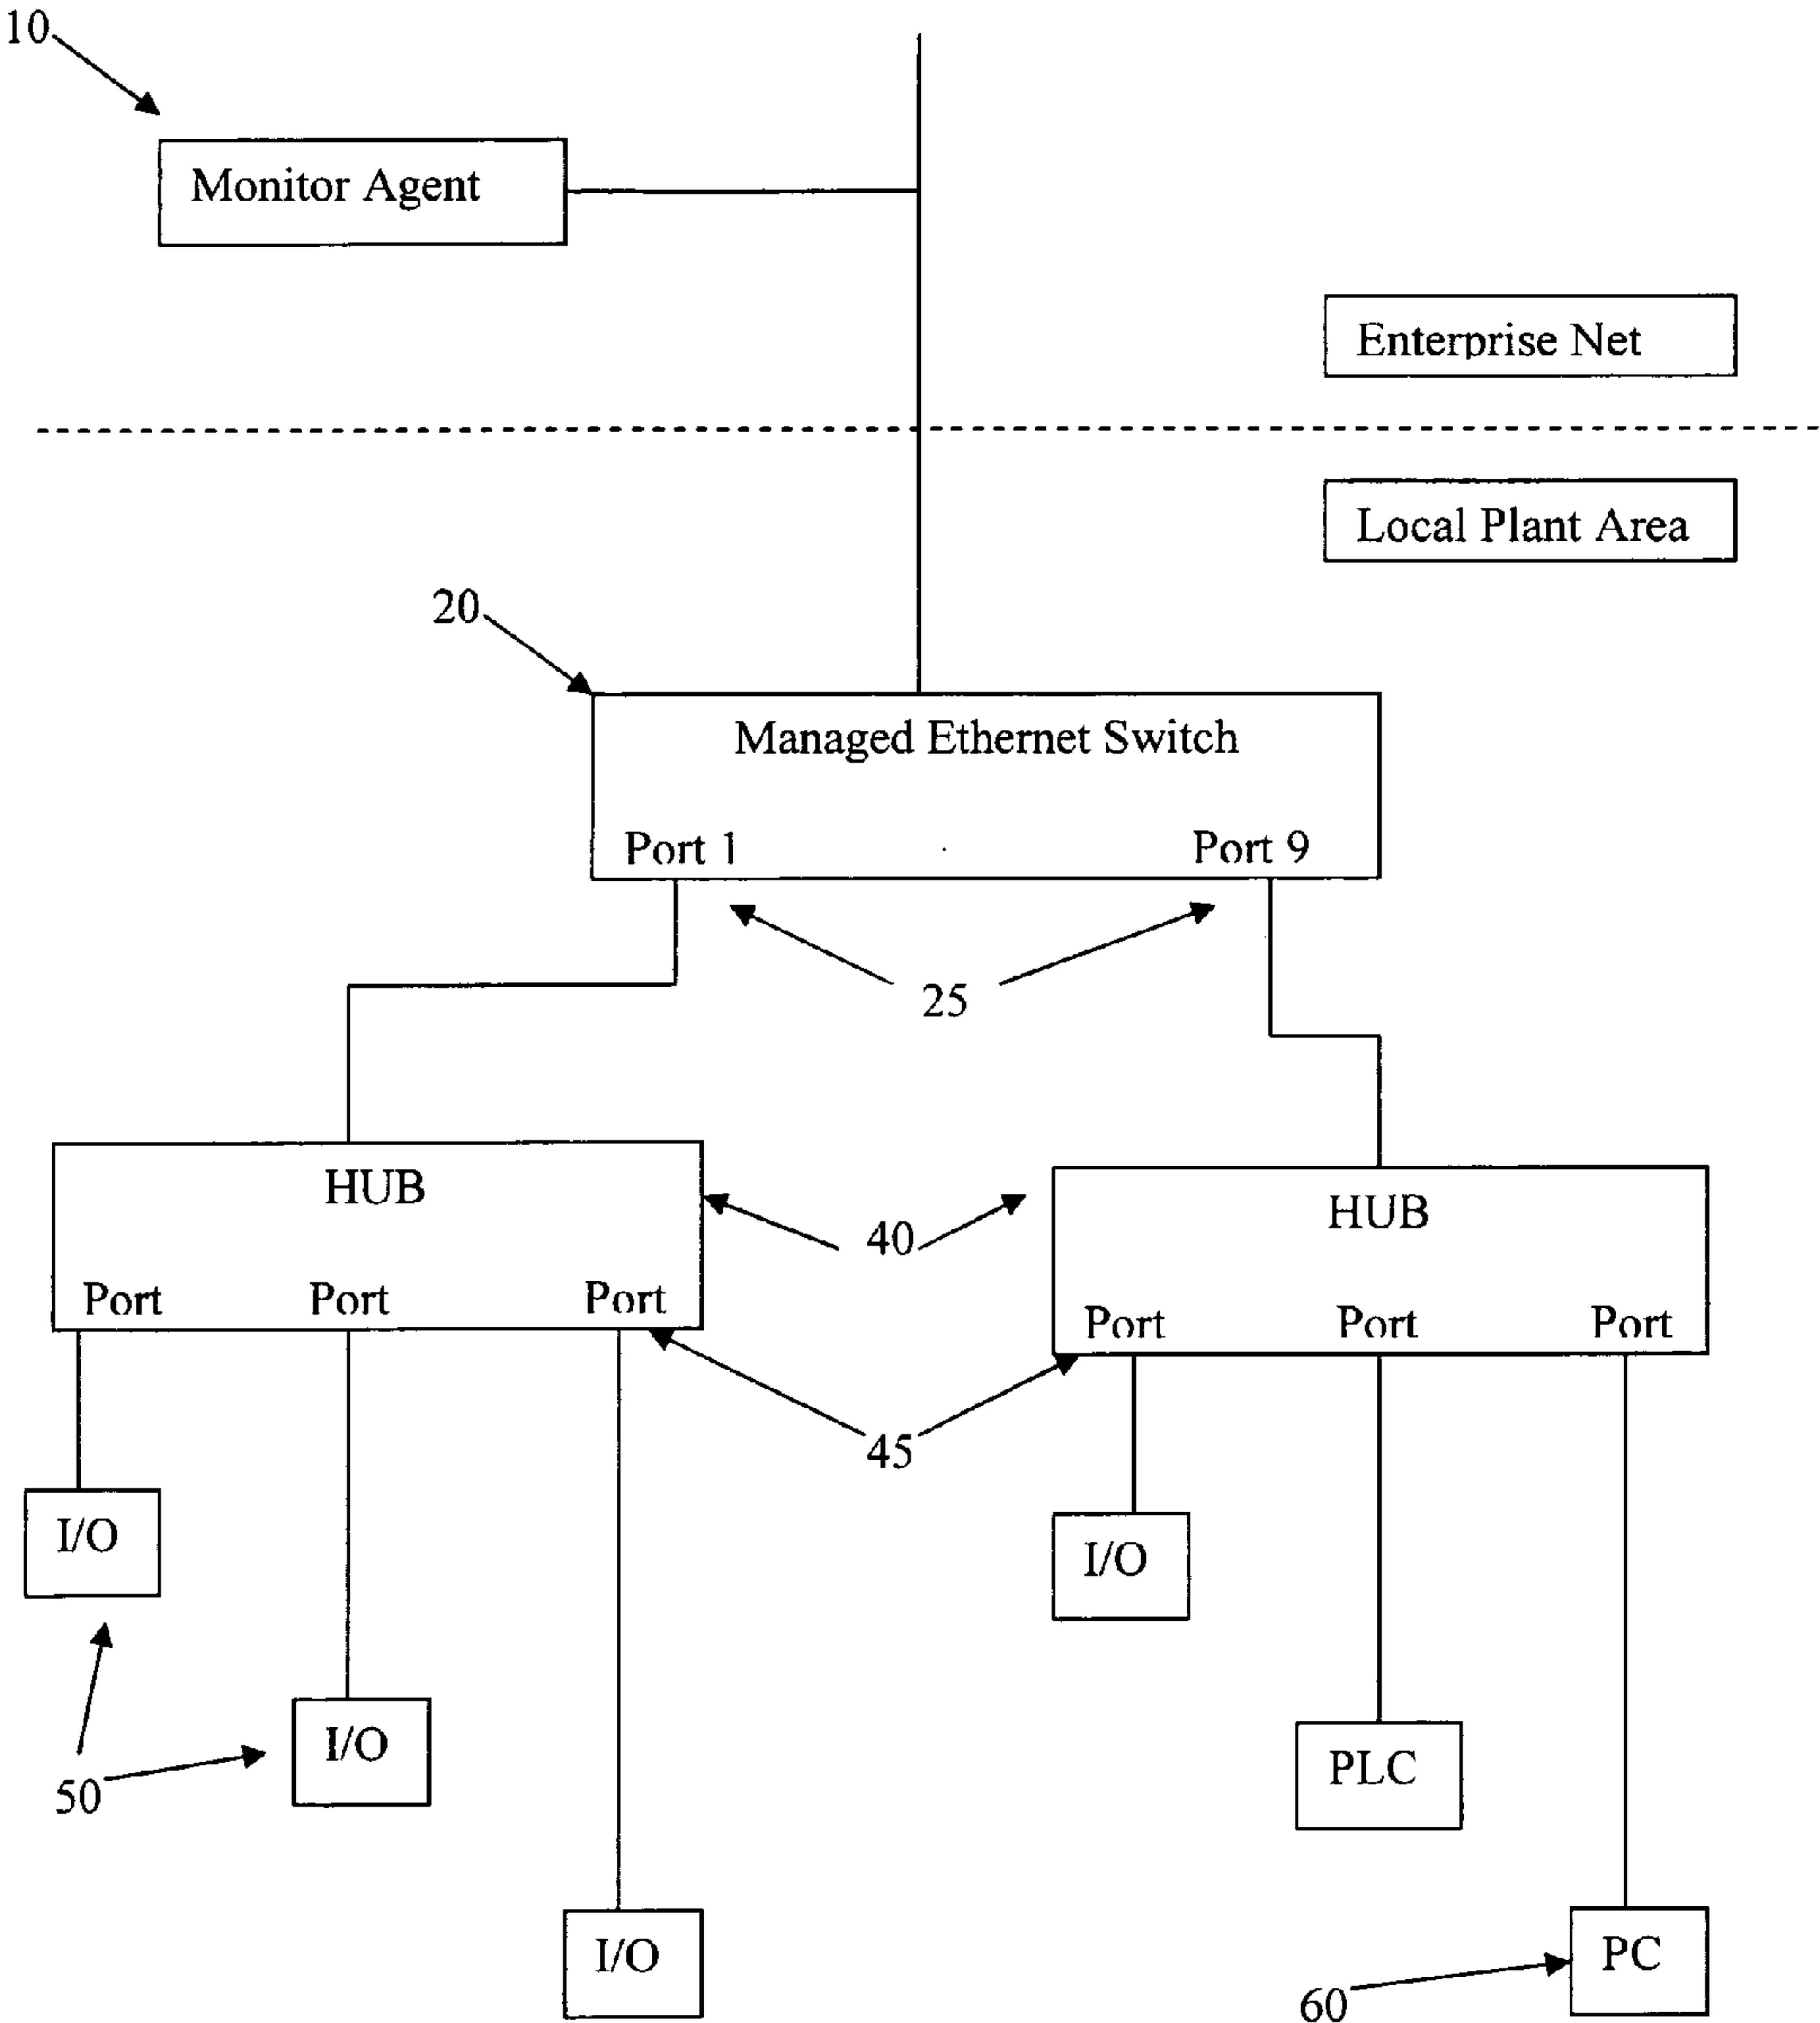 10
Monitor Agent
Enterprise Net
Local Plant Area
20
Managed Ethernet Switch
Port 1
Port 9
25
HUB
40
HUB
Port
Port
Port
Port
Port
Port
45
I/O
I/O
I/O
PLC
50
I/O
PC
60